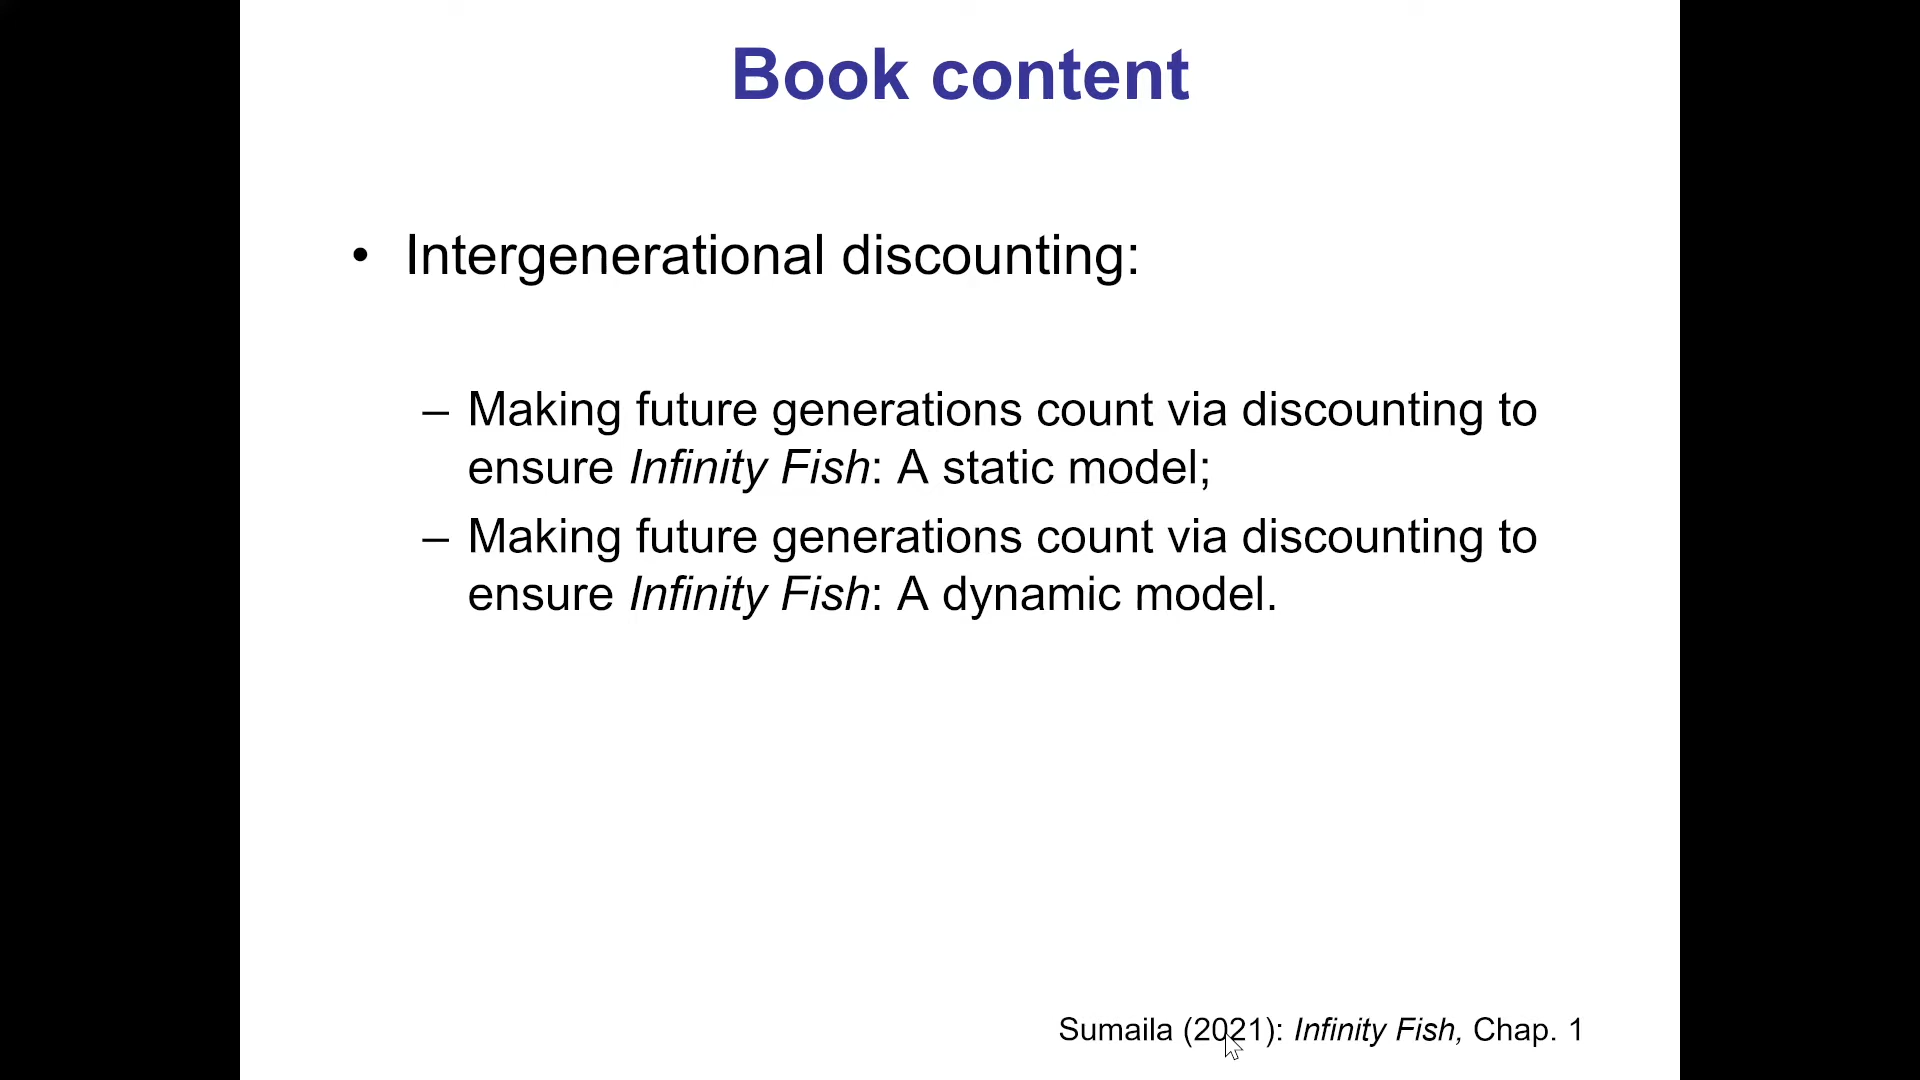 Book content
• Intergenerational discounting:
– Making future generations count via discounting to
ensure Infinity Fish: A static model;
– Making future generations count via discounting to
ensure Infinity Fish: A dynamic model.
Sumaila (2021): Infinity Fish, Chap. 1